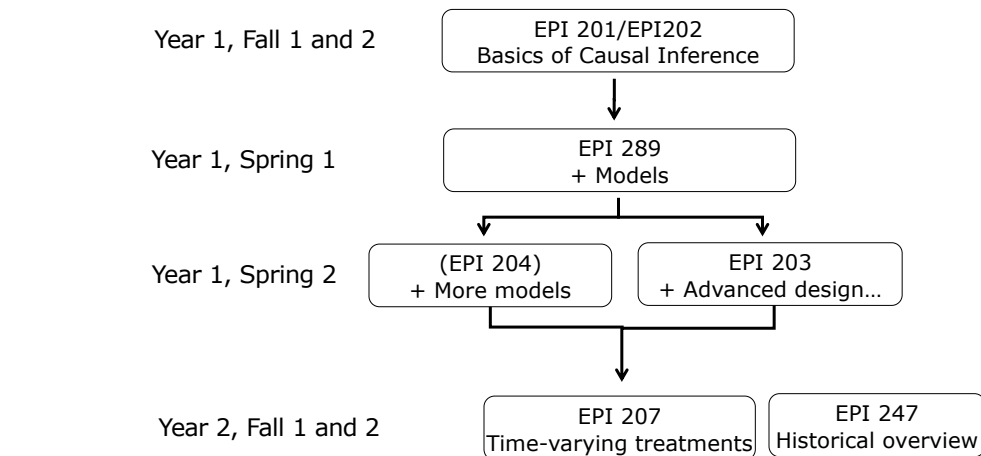 Year 1, Fall 1 and 2
EPI 201/EPI202
Basics of Causal Inference
Year 1, Spring 1
EPI 289
+ Models
Year 1, Spring 2
(EPI 204)
+ More models
EPI 203
+ Advanced design…
Year 2, Fall 1 and 2
EPI 207
Time-varying treatments
EPI 247
Historical overview